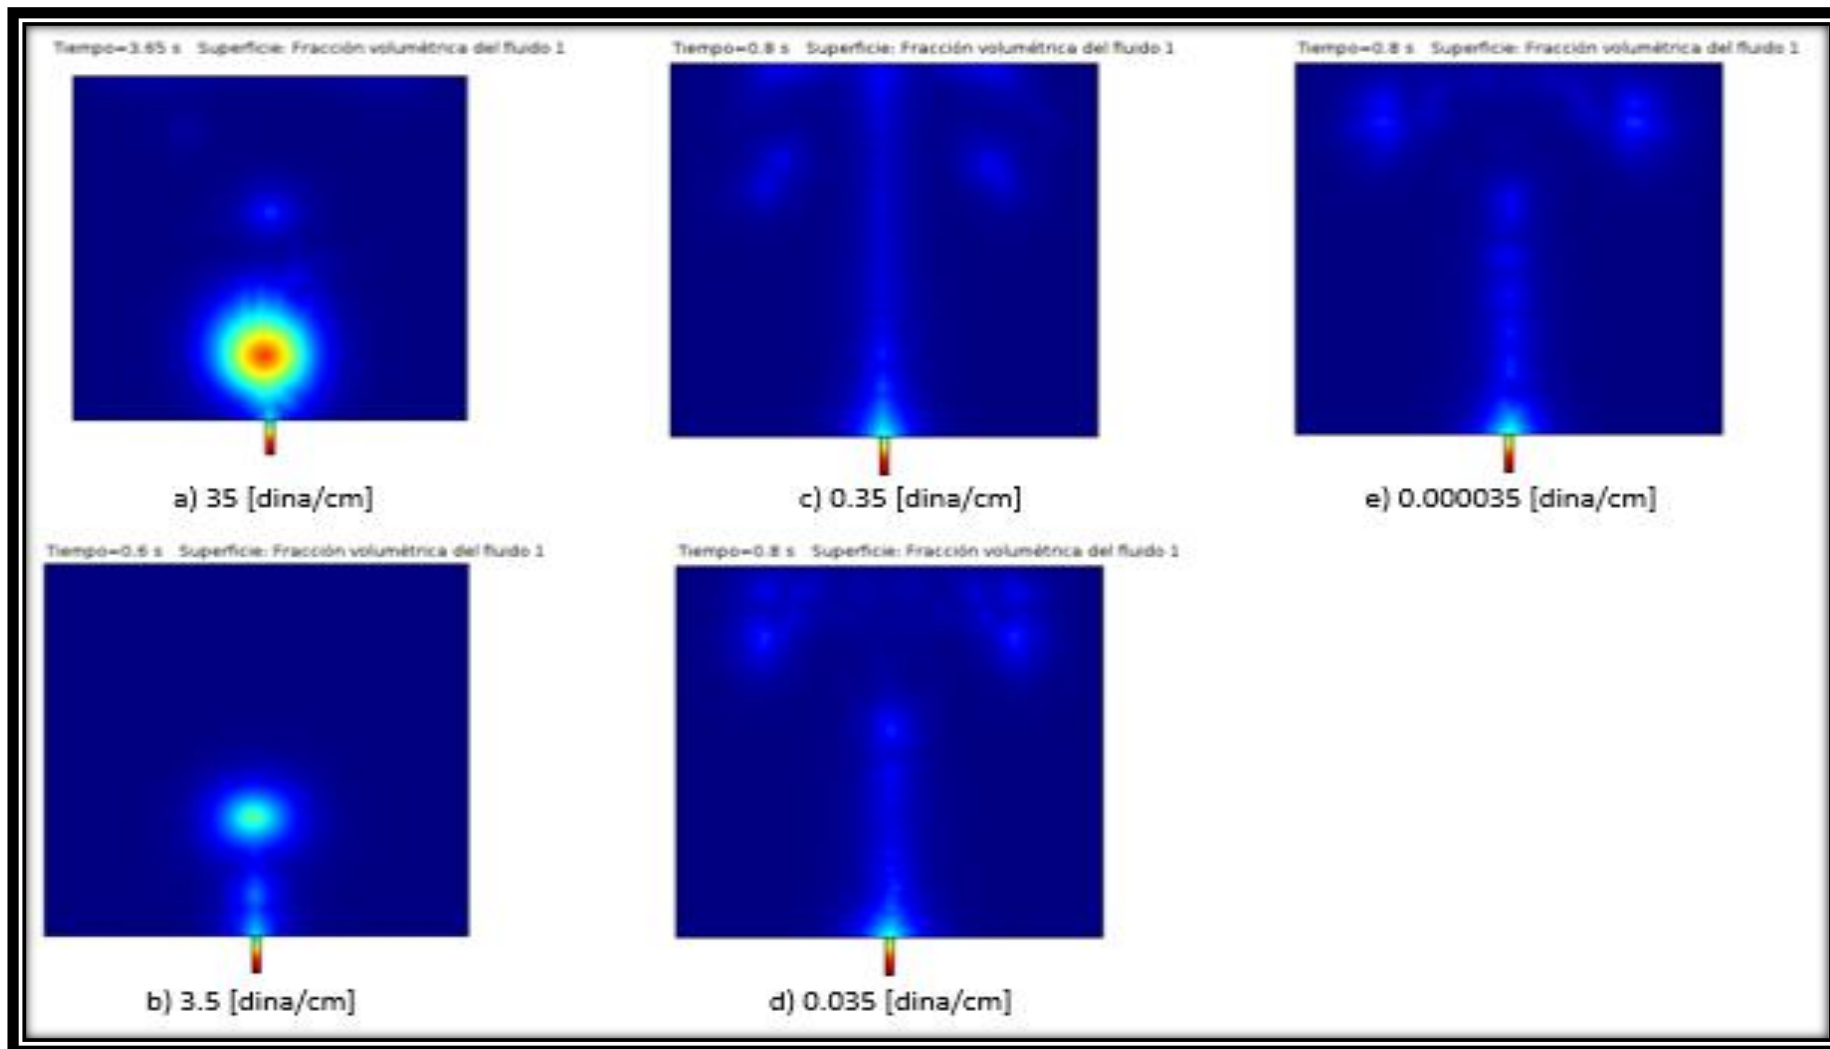 Tiempo=3.65 s Superficie: Fracción volumétrica del fluido 1
a) 35 [dina/cm]
Tiempo=0.8 s Superficie: Fracción volumétrica del fluido 1
c) 0.35 [dina/cm]
Tiempo=0.8 s Superficie: Fracción volumétrica del fluido 1
e) 0.000035 [dina/cm]
Tiempo=0.6 s Superficie: Fracción volumétrica del fluido 1
b) 3.5 [dina/cm]
Tiempo=0.8 s Superficie: Fracción volumétrica del fluido 1
d) 0.035 [dina/cm]